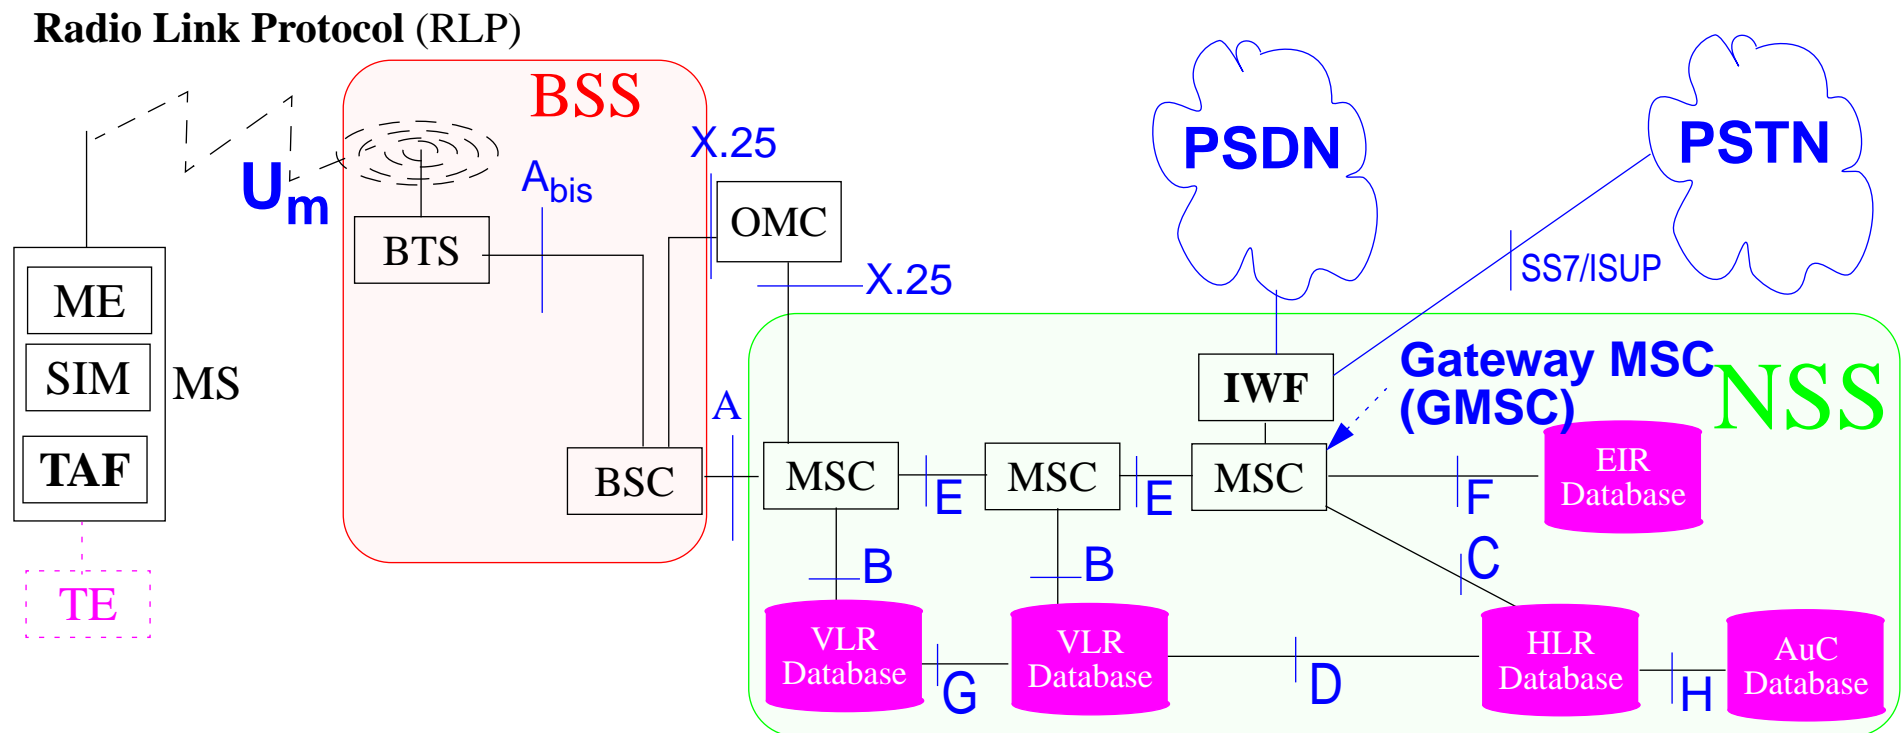 Radio Link Protocol (RLP)
BSS
PSDN
PSTN
X.25
Um
Abis
OMC
BTS
X.25
SS7/ISUP
ME
SIM
MS
TAF
TE
A
IWF
Gateway MSC
(GMSC)
NSS
BSC
MSC
E
MSC
E
MSC
F
EIR
Database
B
B
C
VLR
Database
G
VLR
Database
D
HLR
Database
H
AuC
Database